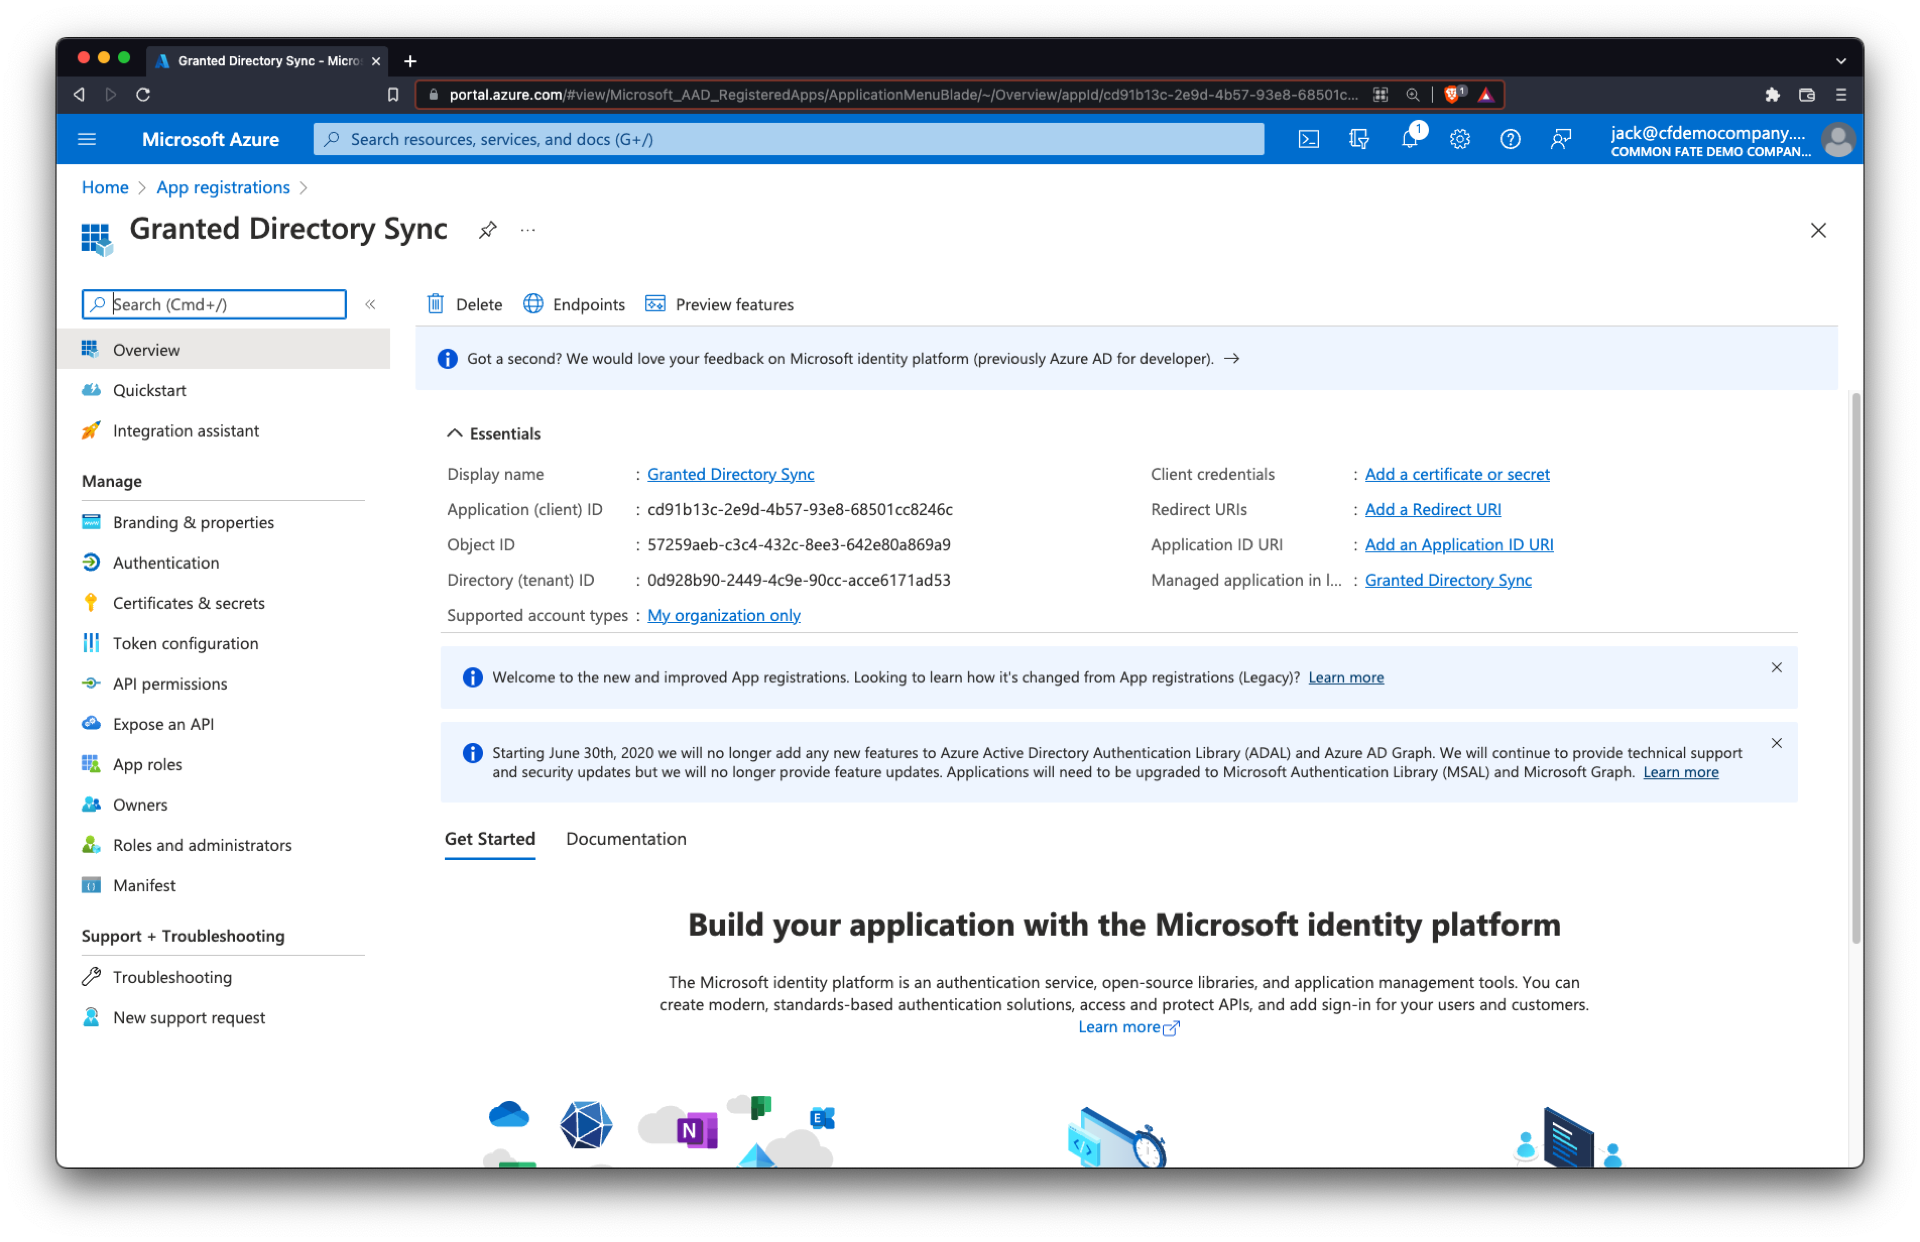 Granted Directory Sync - Micro
portal.azure.com/#view/Microsoft_AAD_RegisteredApps/ApplicationMenuBlade/~/Overview/appId/cd91b13c-2e9d-4b57-93e8-68501c...
1
Microsoft Azure
Search resources, services, and docs (G+/)
1
jack@cfdemocompany....
COMMON FATE DEMO COMPAN...
Home > App registrations >
Granted Directory Sync
...
Search (Cmd+/)
«
Overview
Quickstart
Integration assistant
Manage
Branding & properties
Authentication
Certificates & secrets
Token configuration
API permissions
Expose an API
App roles
Owners
Roles and administrators
Manifest
Support + Troubleshooting
Troubleshooting
New support request
Delete Endpoints Preview features
Got a second? We would love your feedback on Microsoft identity platform (previously Azure AD for developer). →
Essentials
Display name : Granted Directory Sync
Application (client) ID : cd91b13c-2e9d-4b57-93e8-68501cc8246c
Object ID : 57259aeb-c3c4-432c-8ee3-642e80a869a9
Directory (tenant) ID : 0d928b90-2449-4c9e-90cc-acce6171ad53
Supported account types : My organization only
Client credentials : Add a certificate or secret
Redirect URIs : Add a Redirect URI
Application ID URI : Add an Application ID URI
Managed application in l... : Granted Directory Sync
Welcome to the new and improved App registrations. Looking to learn how it's changed from App registrations (Legacy)? Learn more
Starting June 30th, 2020 we will no longer add any new features to Azure Active Directory Authentication Library (ADAL) and Azure AD Graph. We will continue to provide technical support
and security updates but we will no longer provide feature updates. Applications will need to be upgraded to Microsoft Authentication Library (MSAL) and Microsoft Graph. Learn more
Get Started Documentation
Build your application with the Microsoft identity platform
The Microsoft identity platform is an authentication service, open-source libraries, and application management tools. You can
create modern, standards-based authentication solutions, access and protect APIs, and add sign-in for your users and customers.
Learn more
N
E